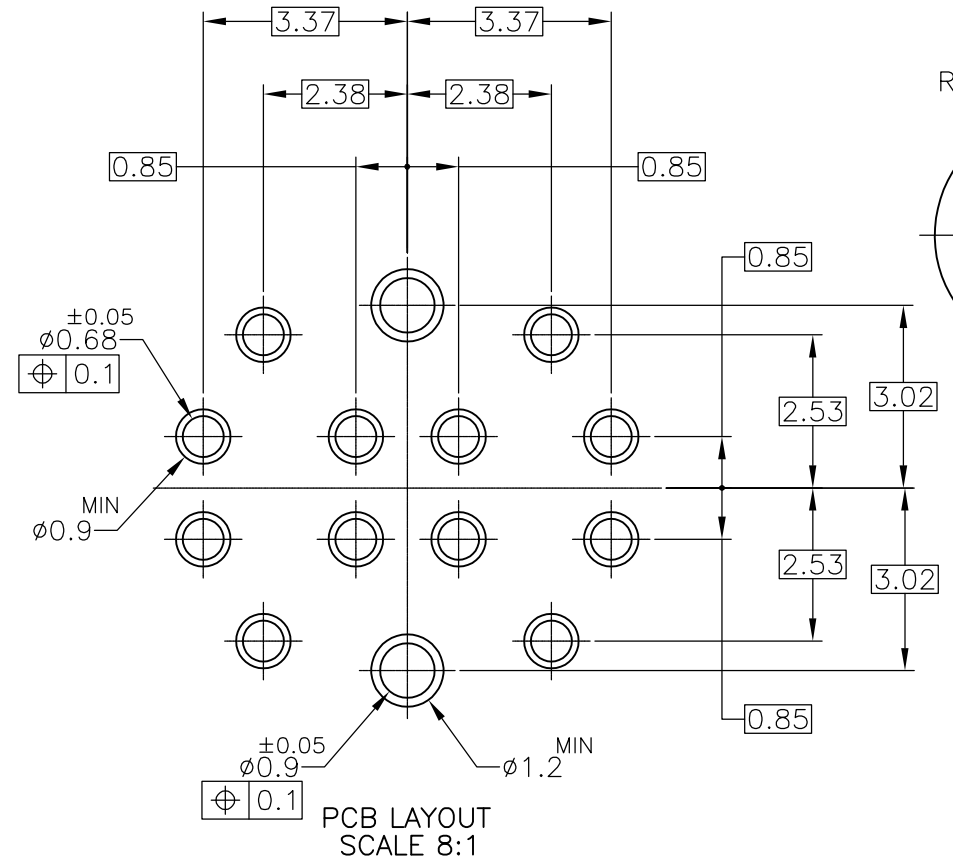 3.37 3.37
R
2.38 2.38
0.85 0.85
0.85
±0.05
ø0.68
⌖ 0.1
3.02
2.53
MIN
ø0.9
2.53
3.02
0.85
±0.05
ø0.9
MIN
ø1.2
⌖ 0.1
PCB LAYOUT
SCALE 8:1